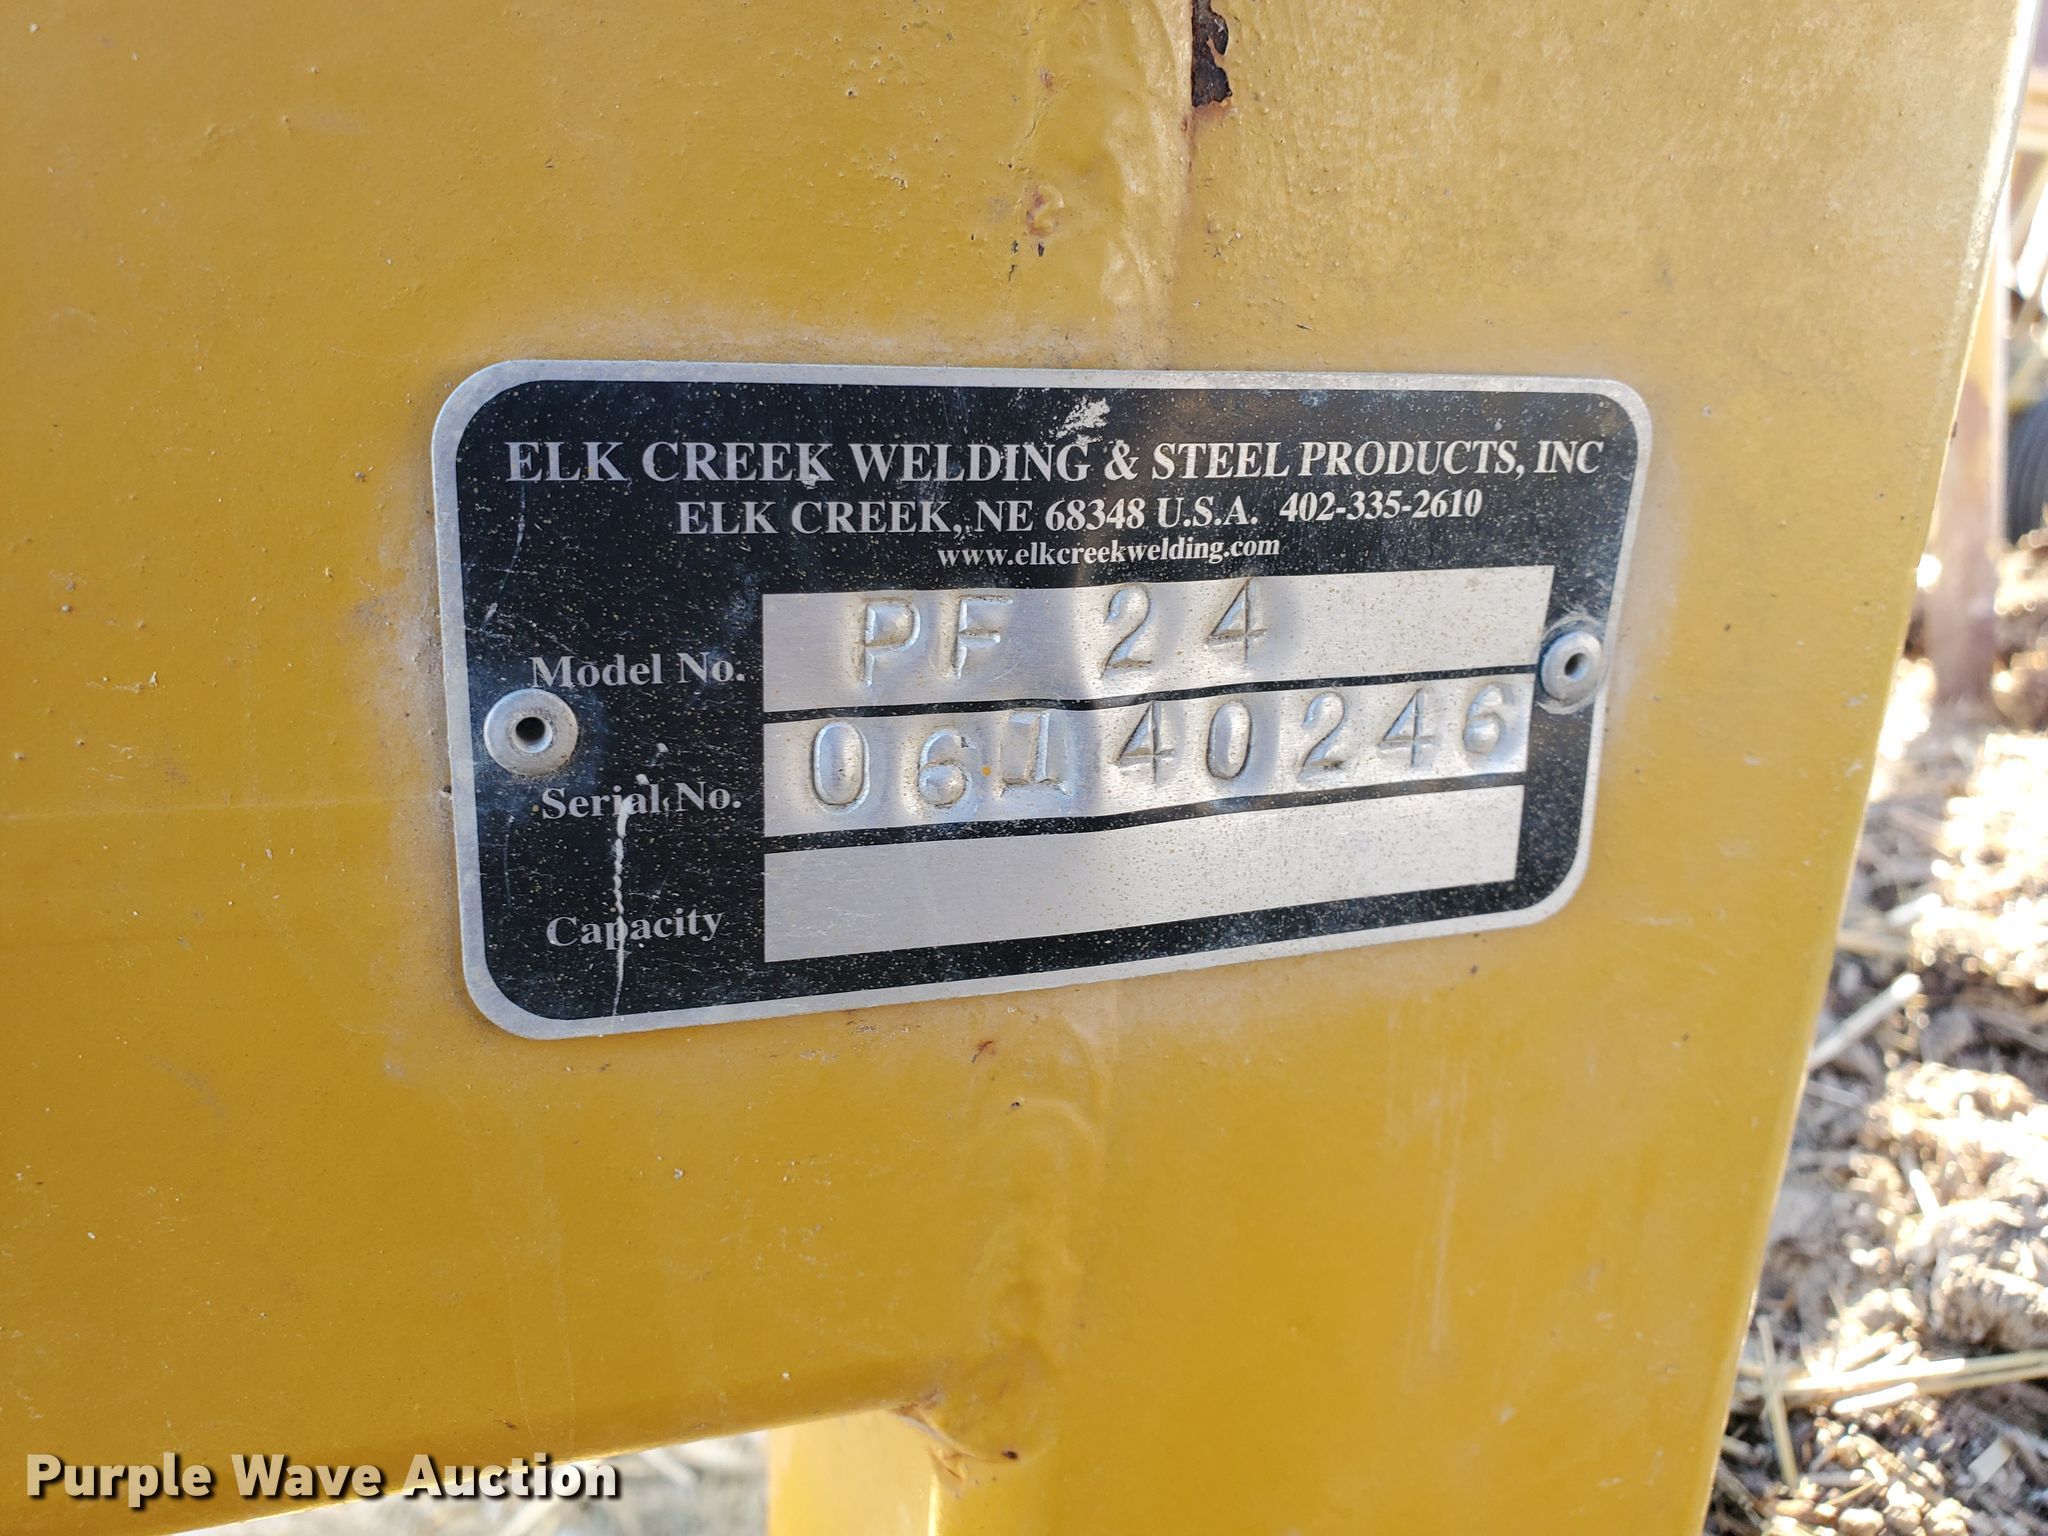 ELK CREEK WELDING & STEEL PRODUCTS, INC
ELK CREEK, NE 68348 U.S.A. 402-335-2610
www.elkcreekwelding.com
Model No. PF 24
Serial No. 06140246
Capacity
Purple Wave Auction